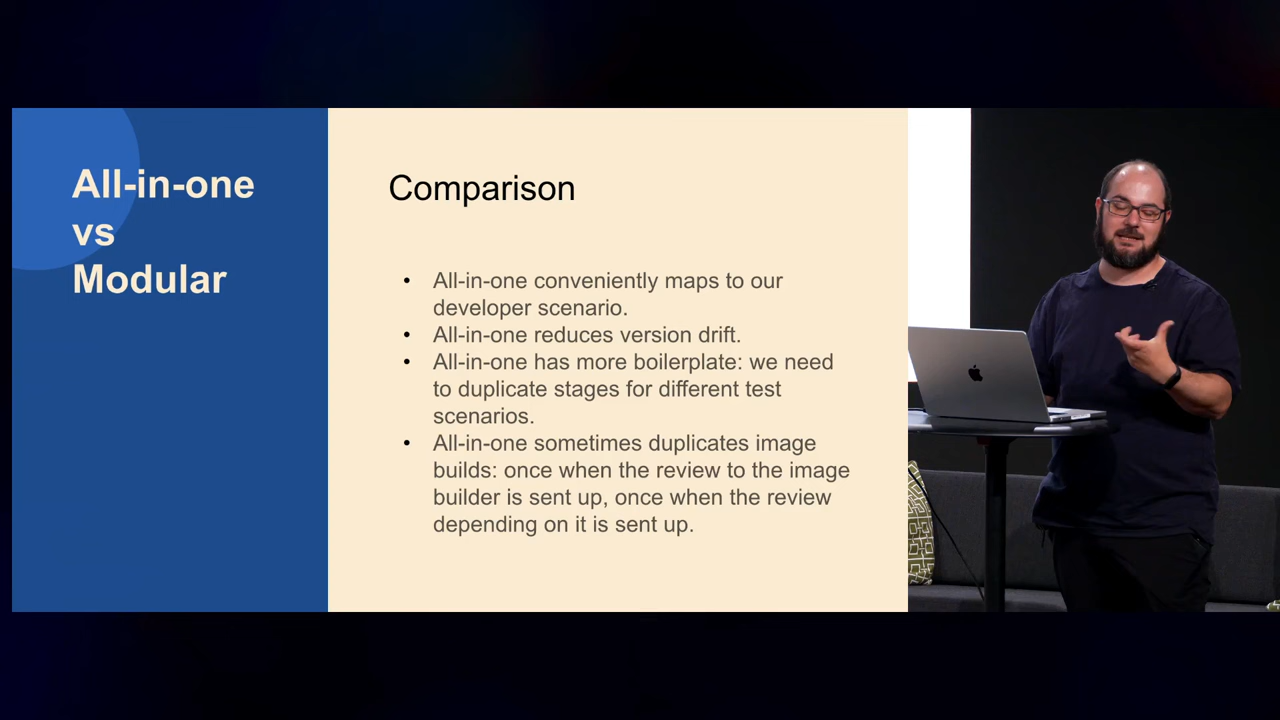 All-in-one
vs
Modular
Comparison
• All-in-one conveniently maps to our
developer scenario.
• All-in-one reduces version drift.
• All-in-one has more boilerplate: we need
to duplicate stages for different test
scenarios.
• All-in-one sometimes duplicates image
builds: once when the review to the image
builder is sent up, once when the review
depending on it is sent up.